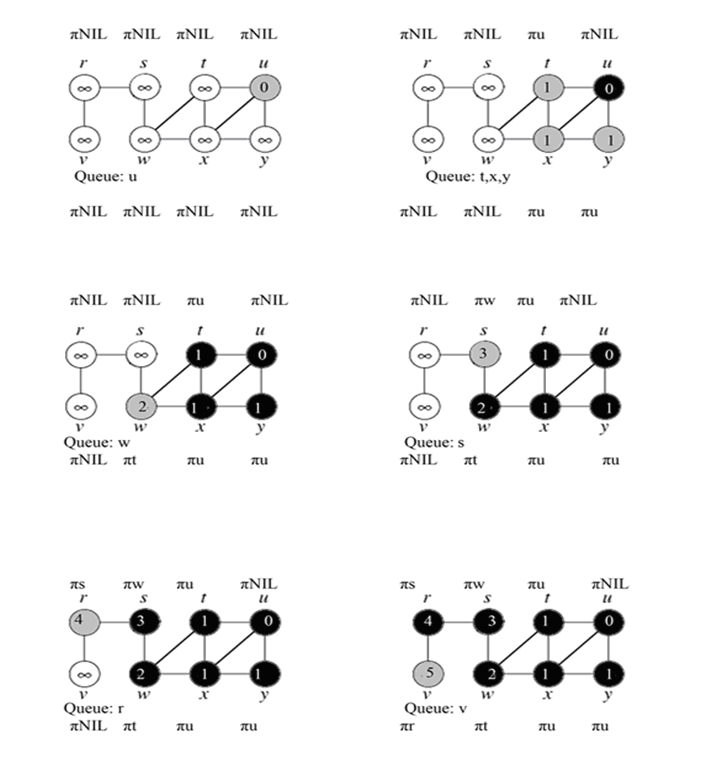 πNIL πNIL πNIL πNIL
r s t u
∞ ∞ ∞ 0
∞ ∞ ∞ ∞
v w x y
Queue: u
πNIL πNIL πNIL πNIL
πNIL πNIL πu πNIL
r s t u
∞ ∞ 1 0
∞ ∞ 1 1
v w x y
Queue: t,x,y
πNIL πNIL πu πu
πNIL πNIL πu πNIL
r s t u
∞ ∞ 1 0
∞ 2 1 1
v w x y
Queue: w
πNIL πt πu πu
πNIL πw πu πNIL
r s t u
∞ 3 1 0
∞ 2 1 1
v w x y
Queue: s
πNIL πt πu πu
πs πw πu πNIL
r s t u
4 3 1 0
∞ 2 1 1
v w x y
Queue: r
πNIL πt πu πu
πs πw πu πNIL
r s t u
4 3 1 0
5 2 1 1
v w x y
Queue: v
πr πt πu πu